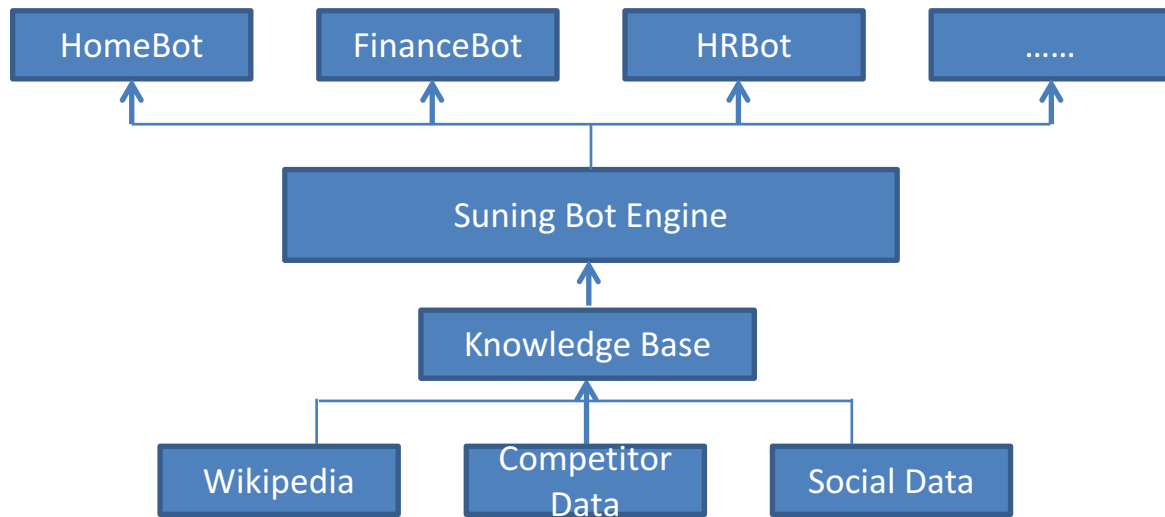 HomeBot
FinanceBot
HRBot
......
Suning Bot Engine
Knowledge Base
Wikipedia
Competitor
Data
Social Data